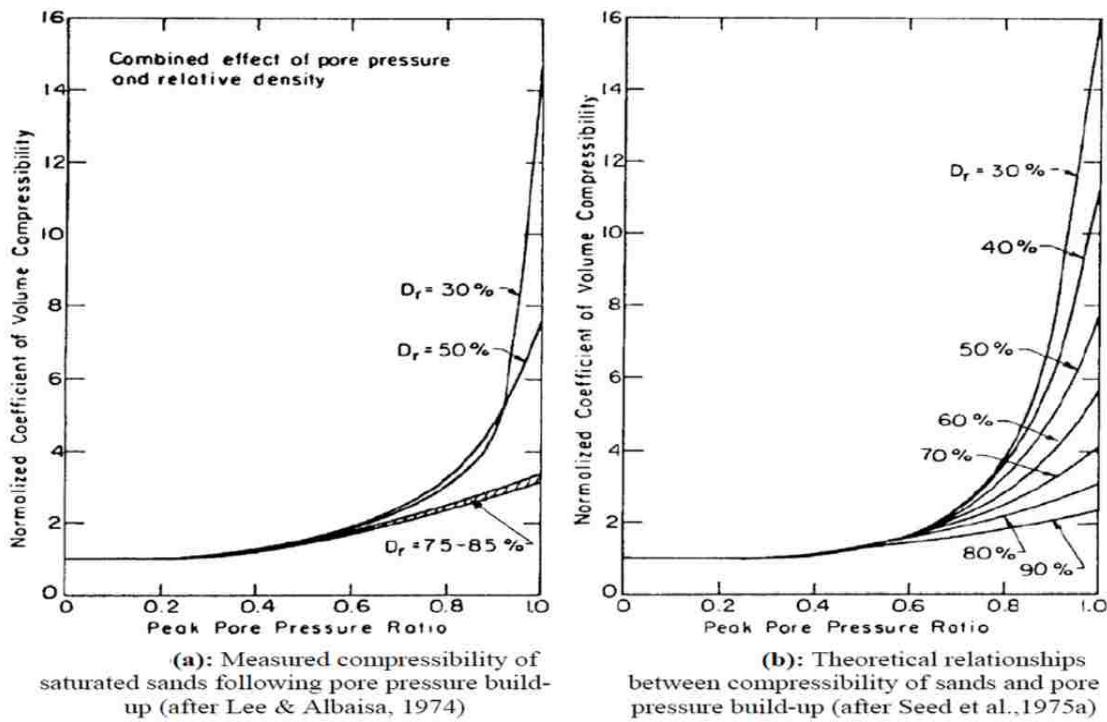 16
14
12
10
8
6
4
2
0
Normalized Coefficient of Volume Compressibility
Combined effect of pore pressure
and relative density
Dr = 30%
Dr = 50%
Dr = 75-85%
0
0.2
0.4
0.6
0.8
1.0
Peak Pore Pressure Ratio
(a): Measured compressibility of
saturated sands following pore pressure build-
up (after Lee & Albaisa, 1974)
16
14
12
10
8
6
4
2
0
Normalized Coefficient of Volume Compressibility
Dr = 30%
40%
50%
60%
70%
80%
90%
0
0.2
0.4
0.6
0.8
1.0
Peak Pore Pressure Ratio
(b): Theoretical relationships
between compressibility of sands and pore
pressure build-up (after Seed et al.,1975a)